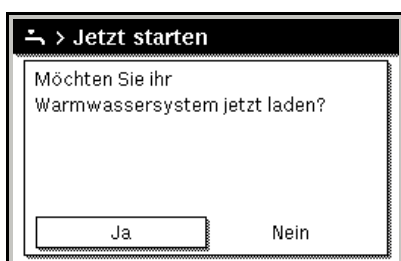 > Jetzt starten
Möchten Sie ihr
Warmwassersystem jetzt laden?
Ja
Nein